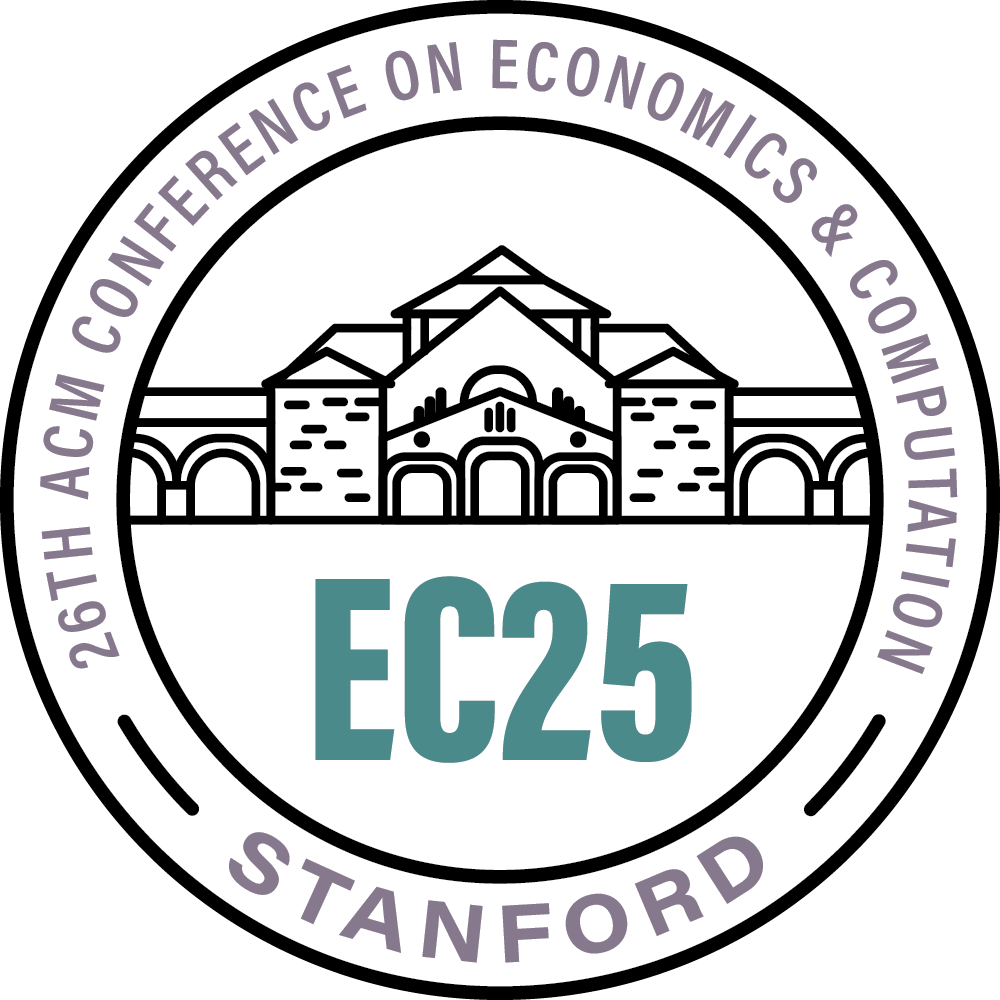 26TH ACM CONFERENCE ON ECONOMICS & COMPUTATION
EC25
STANFORD